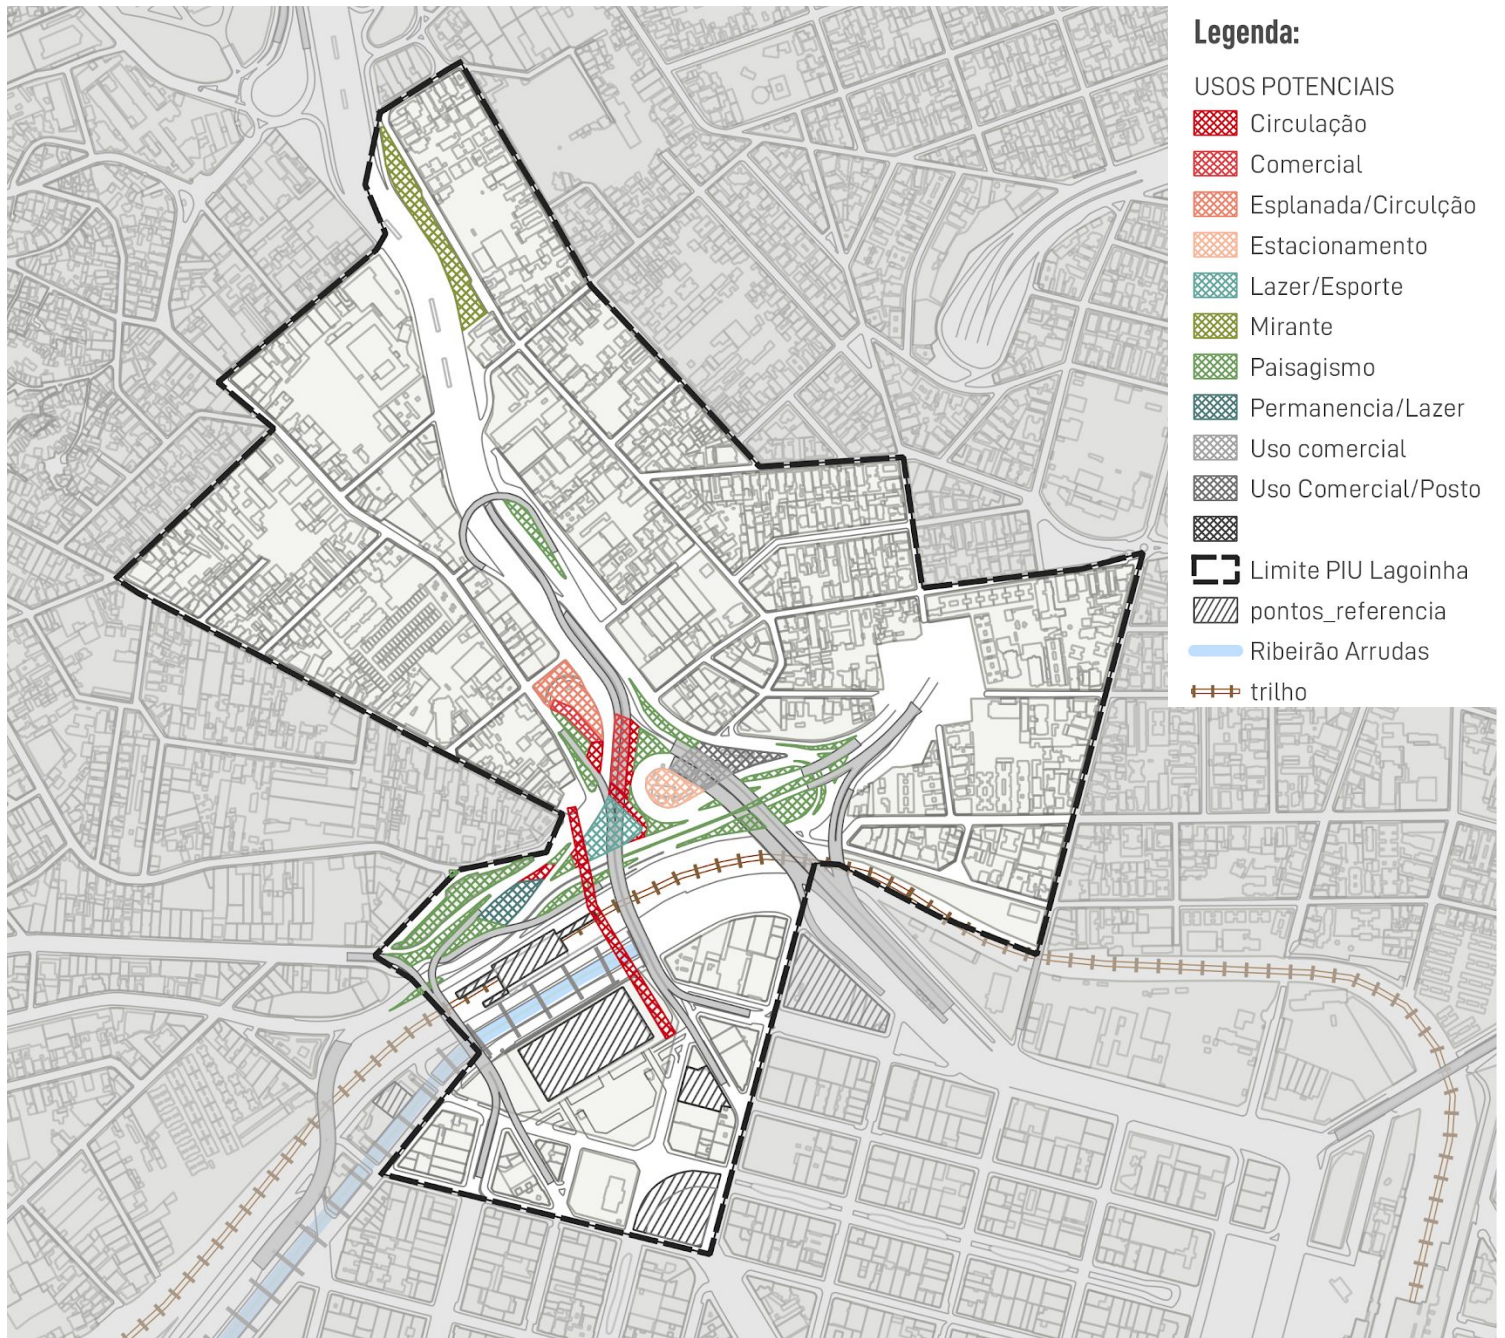 Legenda:
USOS POTENCIAIS
Circulação
Comercial
Esplanada/Circulção
Estacionamento
Lazer/Esporte
Mirante
Paisagismo
Permanencia/Lazer
Uso comercial
Uso Comercial/Posto
Limite PIU Lagoinha
pontos_referencia
Ribeirão Arrudas
trilho